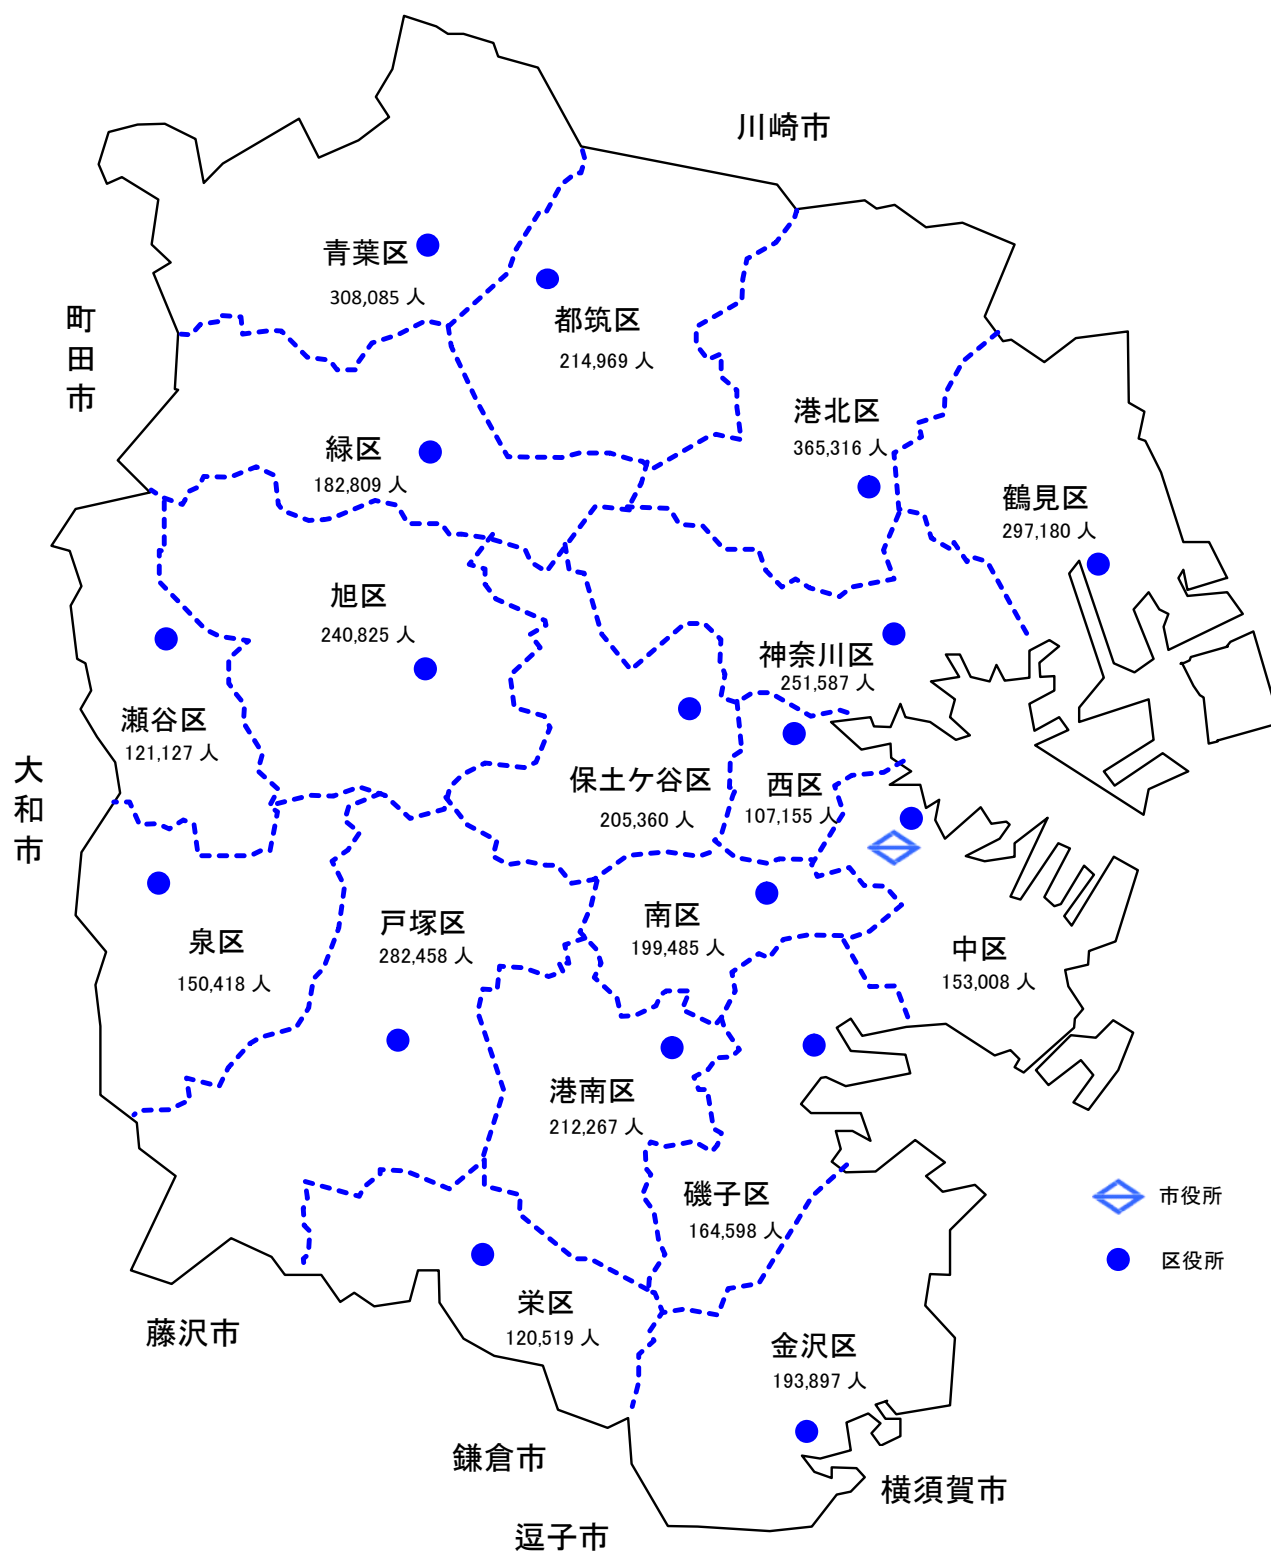 川崎市
青葉区
308,085 人
町田市
都筑区
214,969 人
港北区
365,316 人
緑区
182,809 人
鶴見区
297,180 人
旭区
240,825 人
神奈川区
251,587 人
瀬谷区
121,127 人
大和市
保土ケ谷区
205,360 人
西区
107,155 人
南区
199,485 人
戸塚区
282,458 人
泉区
150,418 人
中区
153,008 人
港南区
212,267 人
磯子区
164,598 人
市役所
区役所
栄区
120,519 人
藤沢市
金沢区
193,897 人
鎌倉市
横須賀市
逗子市